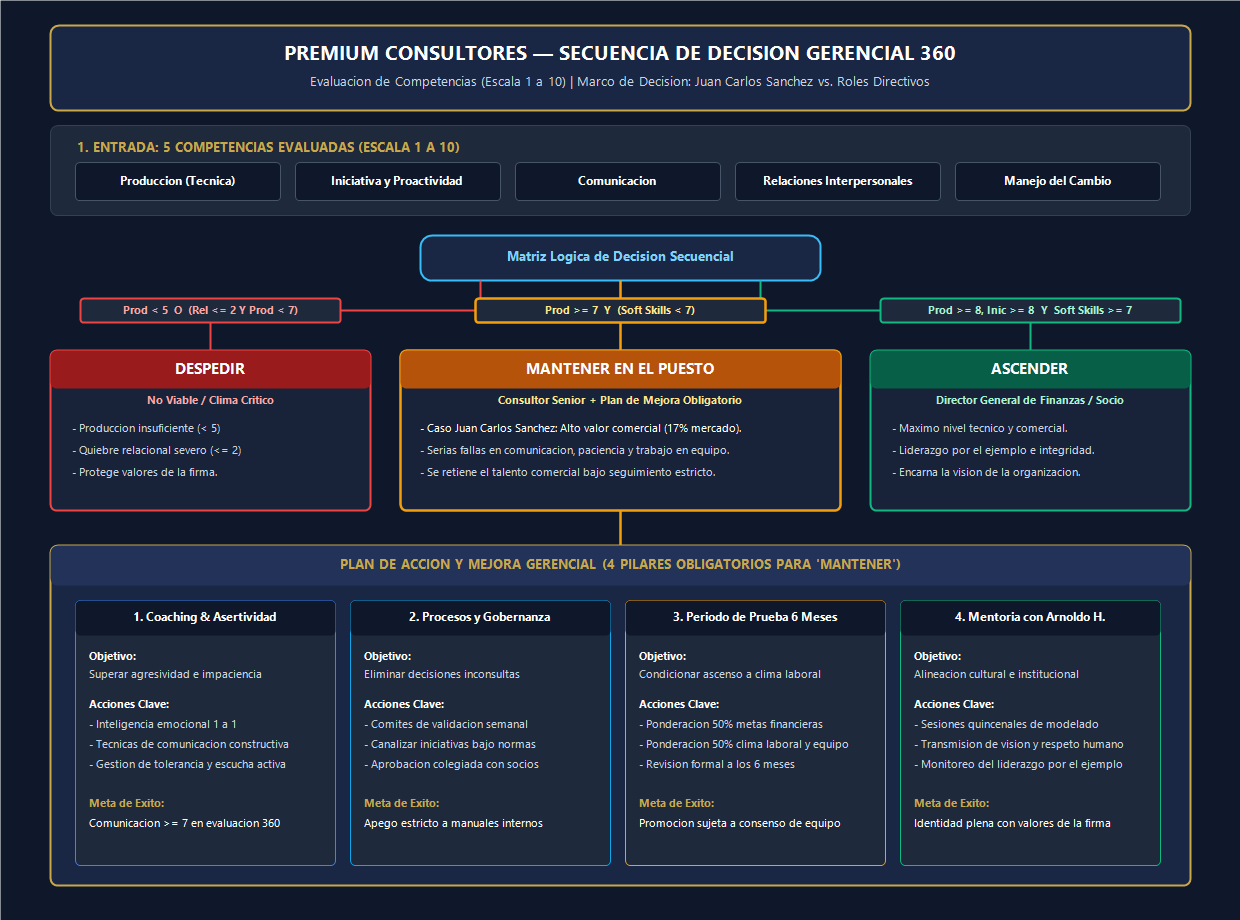 PREMIUM CONSULTORES — SECUENCIA DE DECISION GERENCIAL 360
Evaluacion de Competencias (Escala 1 a 10) | Marco de Decision: Juan Carlos Sanchez vs. Roles Directivos
1. ENTRADA: 5 COMPETENCIAS EVALUADAS (ESCALA 1 A 10)
Produccion (Tecnica)
Iniciativa y Proactividad
Comunicacion
Relaciones Interpersonales
Manejo del Cambio
Matriz Logica de Decision Secuencial
Prod < 5 O (Rel <= 2 Y Prod < 7)
Prod >= 7 Y (Soft Skills < 7)
Prod >= 8, Inic >= 8 Y Soft Skills >= 7
DESPEDIR
No Viable / Clima Critico
- Produccion insuficiente (< 5)
- Quiebre relacional severo (<= 2)
- Protege valores de la firma.
MANTENER EN EL PUESTO
Consultor Senior + Plan de Mejora Obligatorio
- Caso Juan Carlos Sanchez: Alto valor comercial (17% mercado).
- Serias fallas en comunicacion, paciencia y trabajo en equipo.
- Se retiene el talento comercial bajo seguimiento estricto.
ASCENDER
Director General de Finanzas / Socio
- Maximo nivel tecnico y comercial.
- Liderazgo por el ejemplo e integridad.
- Encarna la vision de la organizacion.
PLAN DE ACCION Y MEJORA GERENCIAL (4 PILARES OBLIGATORIOS PARA 'MANTENER')
1. Coaching & Asertividad
Objetivo:
Superar agresividad e impaciencia
Acciones Clave:
- Inteligencia emocional 1 a 1
- Tecnicas de comunicacion constructiva
- Gestion de tolerancia y escucha activa
Meta de Exito:
Comunicacion >= 7 en evaluacion 360
2. Procesos y Gobernanza
Objetivo:
Eliminar decisiones inconsultas
Acciones Clave:
- Comites de validacion semanal
- Canalizar iniciativas bajo normas
- Aprobacion colegiada con socios
Meta de Exito:
Apego estricto a manuales internos
3. Periodo de Prueba 6 Meses
Objetivo:
Condicionar ascenso a clima laboral
Acciones Clave:
- Ponderacion 50% metas financieras
- Ponderacion 50% clima laboral y equipo
- Revision formal a los 6 meses
Meta de Exito:
Promocion sujeta a consenso de equipo
4. Mentoria con Arnoldo H.
Objetivo:
Alineacion cultural e institucional
Acciones Clave:
- Sesiones quincenales de modelado
- Transmision de vision y respeto humano
- Monitoreo del liderazgo por el ejemplo
Meta de Exito:
Identidad plena con valores de la firma